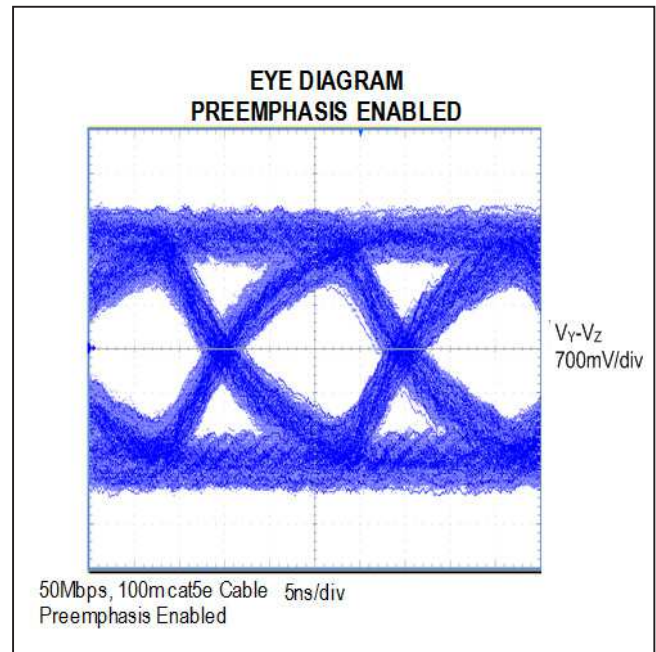 EYE DIAGRAM
PREEMPHASIS ENABLED
VY-VZ
700mV/div
50Mbps, 100m cat5e Cable 5ns/div
Preemphasis Enabled